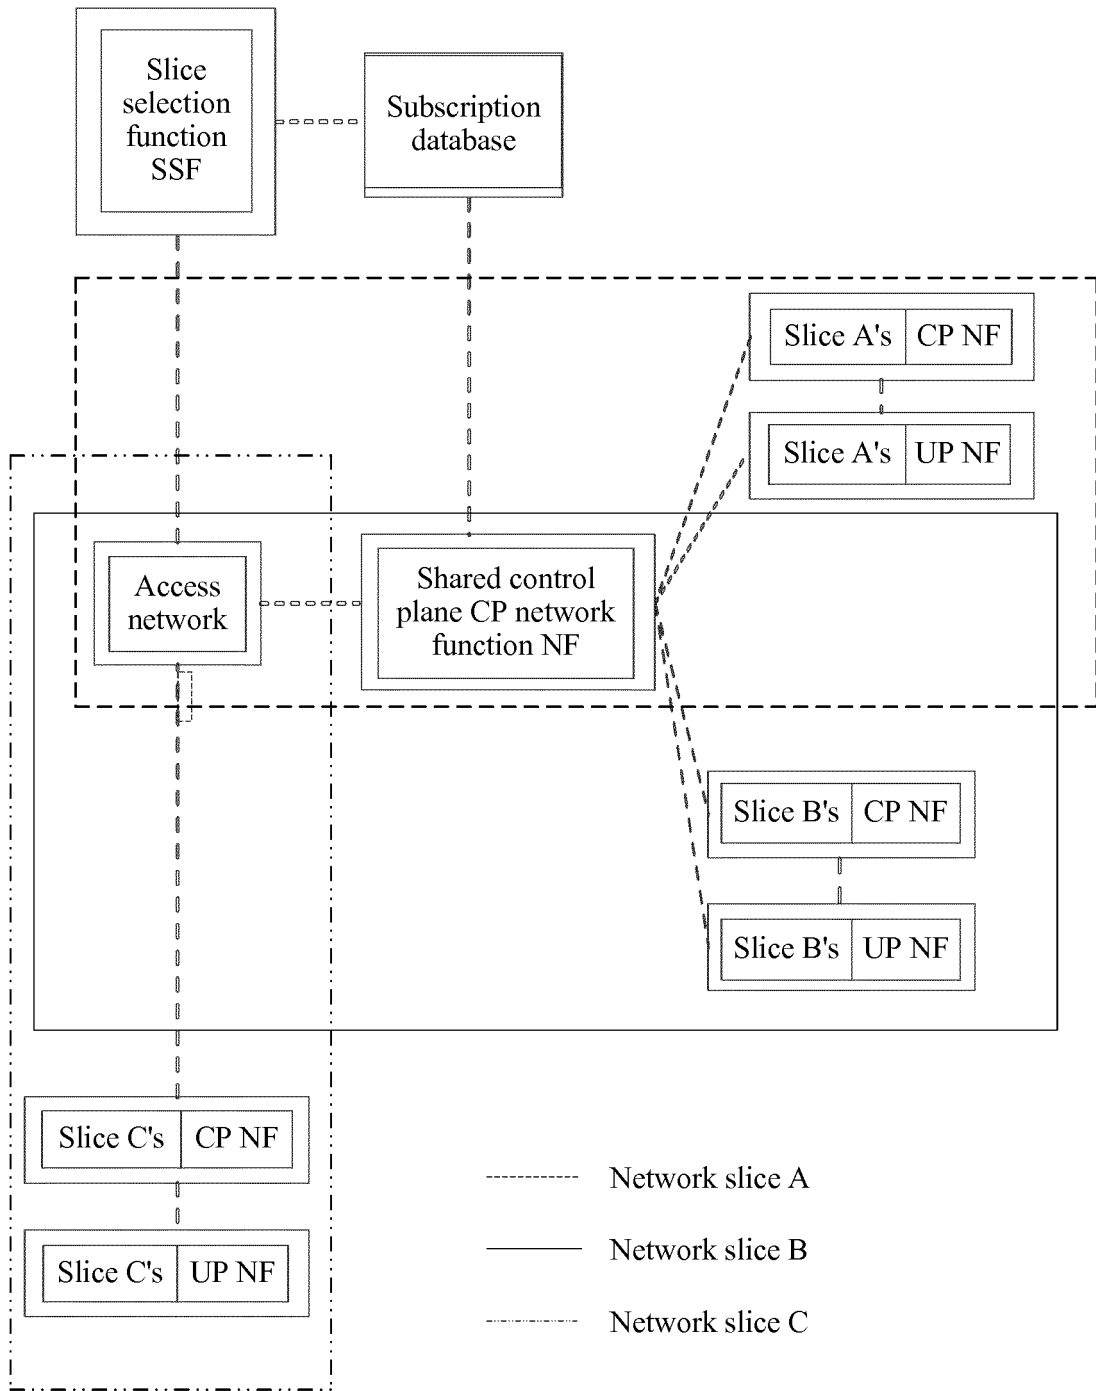 Slice
selection
function
SSF
Subscription
database
Slice A's CP NF
Slice A's UP NF
Access
network
Shared control
plane CP network
function NF
Slice B's CP NF
Slice B's UP NF
Slice C's CP NF
Slice C's UP NF
Network slice A
Network slice B
Network slice C